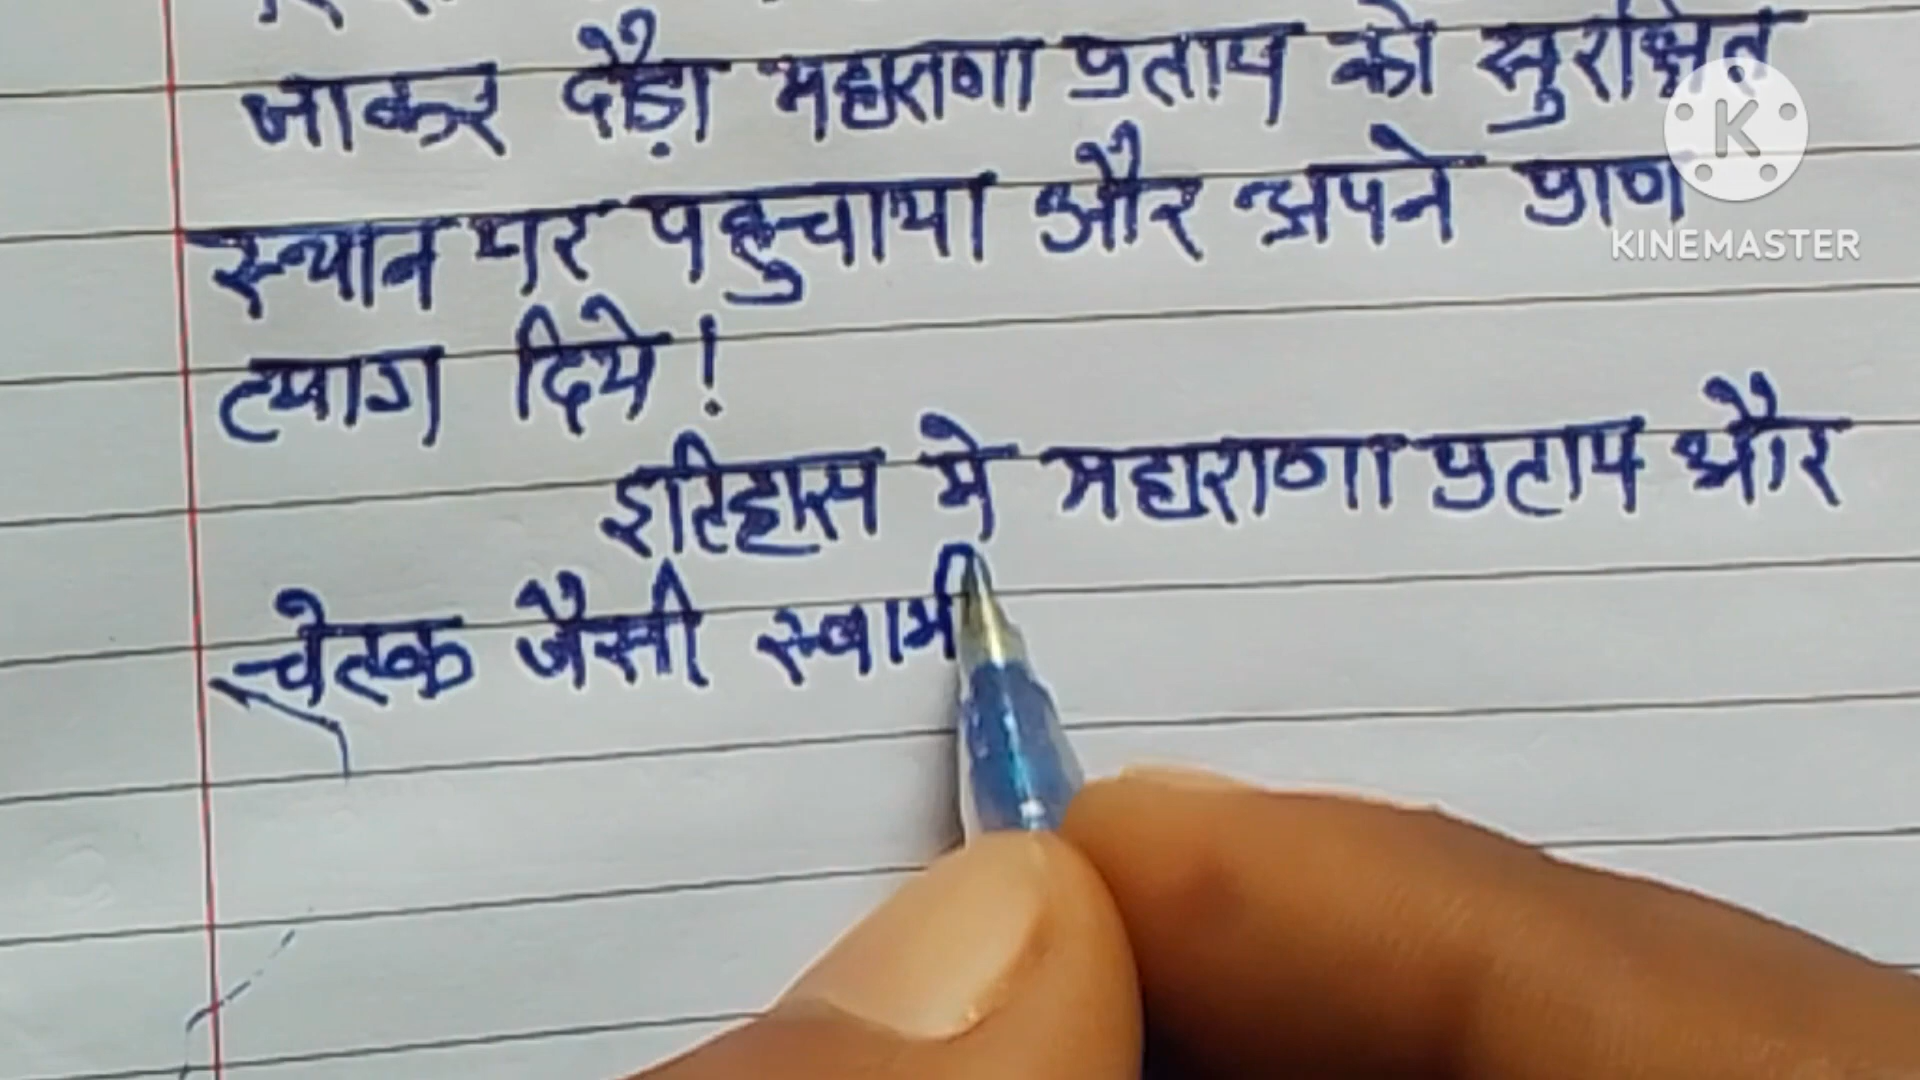 जाकर दौड़ा महाराणा प्रताप को सुरक्षित
स्थान पर पहुचाया और अपने प्राण
त्याग दिये!
इतिहास मे महाराणा प्रताप और
चेतक जैसी स्वामी
K
KINEMASTER